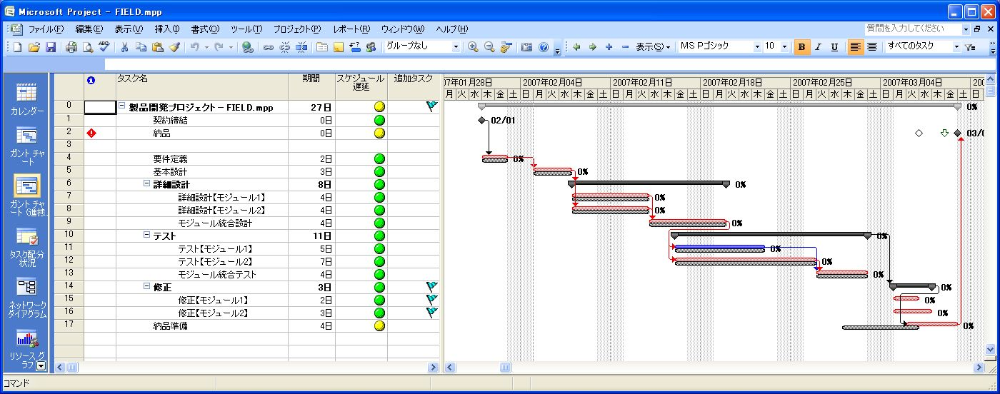 Microsoft Project - FIELD.mpp
ファイル(F) 編集(E) 表示(V) 挿入(I) 書式(O) ツール(T) プロジェクト(P) レポート(R) ウィンドウ(W) ヘルプ(H) 質問を入力してください
グループなし 表示(S) MS Pゴシック 10 B I U すべてのタスク
カレンダー
ガント チャート
ガント チャート (進捗..
タスク配分状況
ネットワーク ダイアグラム
リソース グラフ
タスク名 期間 スケジュール遅延 追加タスク
07年01月28日 2007年02月04日 2007年02月11日 2007年02月18日 2007年02月25日 2007年03月04日 200
月 火 水 木 金 土 日 月 火 水 木 金 土 日 月 火 水 木 金 土 日 月 火 水 木 金 土 日 月 火 水 木 金 土 日 月 火 水 木 金 土 日 月
0 製品開発プロジェクト－FIELD.mpp 27日 0%
1 契約締結 0日 02/01
2 納品 0日 03/0
3
4 要件定義 2日 0%
5 基本設計 3日 0%
6 詳細設計 8日 0%
7 詳細設計【モジュール1】 4日 0%
8 詳細設計【モジュール2】 4日 0%
9 モジュール統合設計 4日 0%
10 テスト 11日 0%
11 テスト【モジュール1】 5日 0%
12 テスト【モジュール2】 7日 0%
13 モジュール統合テスト 4日 0%
14 修正 3日 0%
15 修正【モジュール1】 2日 0%
16 修正【モジュール2】 3日 0%
17 納品準備 4日 0%
コマンド